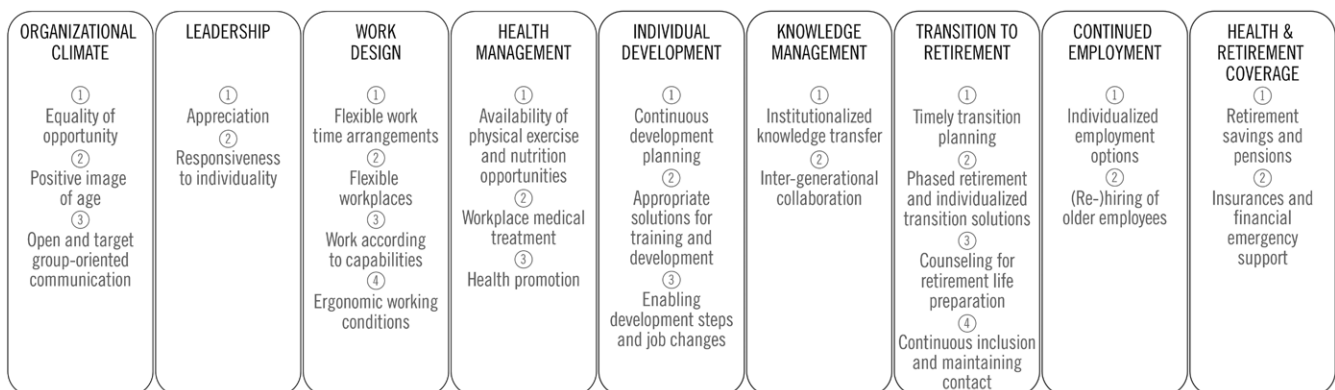 ORGANIZATIONAL
CLIMATE
①
Equality of
opportunity
②
Positive image
of age
③
Open and target
group-oriented
communication
LEADERSHIP
①
Appreciation
②
Responsiveness
to individuality
WORK
DESIGN
①
Flexible work
time arrangements
②
Flexible
workplaces
③
Work according
to capabilities
④
Ergonomic working
conditions
HEALTH
MANAGEMENT
①
Availability of
physical exercise
and nutrition
opportunities
②
Workplace medical
treatment
③
Health promotion
INDIVIDUAL
DEVELOPMENT
①
Continuous
development
planning
②
Appropriate
solutions for
training and
development
③
Enabling
development steps
and job changes
KNOWLEDGE
MANAGEMENT
①
Institutionalized
knowledge transfer
②
Inter-generational
collaboration
TRANSITION TO
RETIREMENT
①
Timely transition
planning
②
Phased retirement
and individualized
transition solutions
③
Counseling for
retirement life
preparation
④
Continuous inclusion
and maintaining
contact
CONTINUED
EMPLOYMENT
①
Individualized
employment
options
②
(Re-)hiring of
older employees
HEALTH &
RETIREMENT
COVERAGE
①
Retirement
savings and
pensions
②
Insurances and
financial
emergency
support